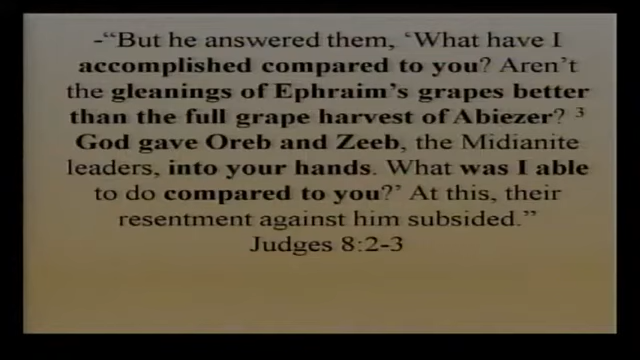 -“But he answered them, ‘What have I
accomplished compared to you? Aren’t
the gleanings of Ephraim’s grapes better
than the full grape harvest of Abiezer? ³
God gave Oreb and Zeeb, the Midianite
leaders, into your hands. What was I able
to do compared to you?’ At this, their
resentment against him subsided.”
Judges 8:2-3